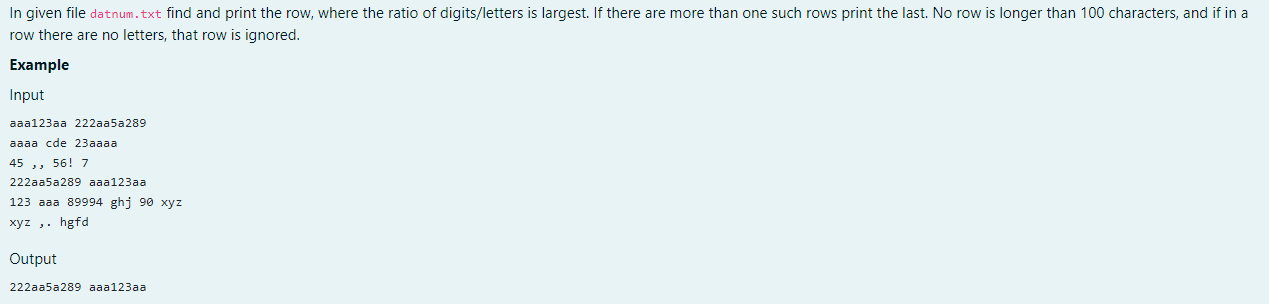 In given file datnum.txt find and print the row, where the ratio of digits/letters is largest. If there are more than one such rows print the last. No row is longer than 100 characters, and if in a
row there are no letters, that row is ignored.
Example
Input
aaa123aa 222aa5a289
aaaa cde 23aaaa
45 ,, 56! 7
222aa5a289 aaa123aa
123 aaa 89994 ghj 90 xyz
xyz ,. hgfd
Output
222aa5a289 aaa123aa